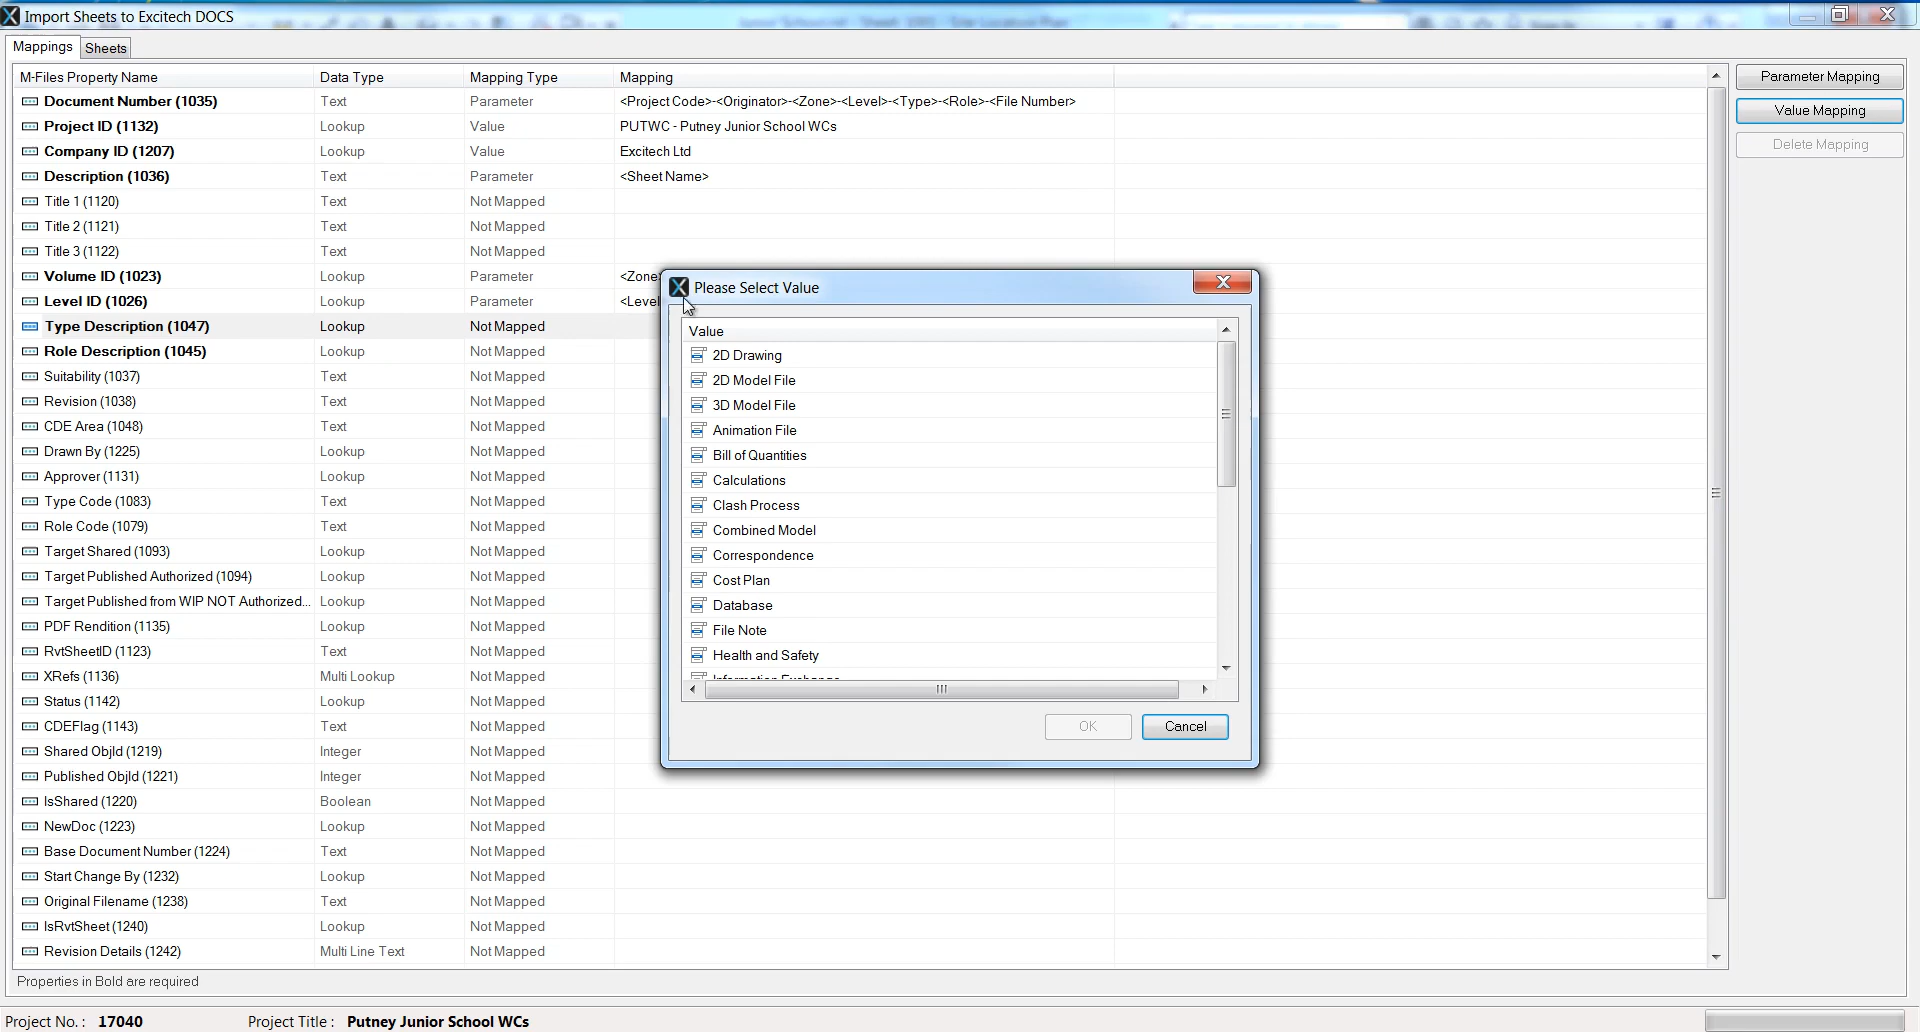 Import Sheets to Excitech DOCS
Mappings Sheets
M-Files Property Name Data Type Mapping Type Mapping
Document Number (1035) Text Parameter <Project Code>-<Originator>-<Zone>-<Level>-<Type>-<Role>-<File Number>
Project ID (1132) Lookup Value PUTWC - Putney Junior School WCs
Company ID (1207) Lookup Value Excitech Ltd
Description (1036) Text Parameter <Sheet Name>
Title 1 (1120) Text Not Mapped
Title 2 (1121) Text Not Mapped
Title 3 (1122) Text Not Mapped
Volume ID (1023) Lookup Parameter <Zone
Level ID (1026) Lookup Parameter <Level
Type Description (1047) Lookup Not Mapped
Role Description (1045) Lookup Not Mapped
Suitability (1037) Text Not Mapped
Revision (1038) Text Not Mapped
CDE Area (1048) Text Not Mapped
Drawn By (1225) Lookup Not Mapped
Approver (1131) Lookup Not Mapped
Type Code (1083) Text Not Mapped
Role Code (1079) Text Not Mapped
Target Shared (1093) Lookup Not Mapped
Target Published Authorized (1094) Lookup Not Mapped
Target Published from WIP NOT Authorized... Lookup Not Mapped
PDF Rendition (1135) Lookup Not Mapped
RvtSheetID (1123) Text Not Mapped
XRefs (1136) Multi Lookup Not Mapped
Status (1142) Lookup Not Mapped
CDEFlag (1143) Text Not Mapped
Shared ObjId (1219) Integer Not Mapped
Published ObjId (1221) Integer Not Mapped
IsShared (1220) Boolean Not Mapped
NewDoc (1223) Lookup Not Mapped
Base Document Number (1224) Text Not Mapped
Start Change By (1232) Lookup Not Mapped
Original Filename (1238) Text Not Mapped
IsRvtSheet (1240) Lookup Not Mapped
Revision Details (1242) Multi Line Text Not Mapped
Properties in Bold are required
Project No. : 17040 Project Title : Putney Junior School WCs
Parameter Mapping
Value Mapping
Delete Mapping
Please Select Value
Value
2D Drawing
2D Model File
3D Model File
Animation File
Bill of Quantities
Calculations
Clash Process
Combined Model
Correspondence
Cost Plan
Database
File Note
Health and Safety
Information Exchange
OK Cancel